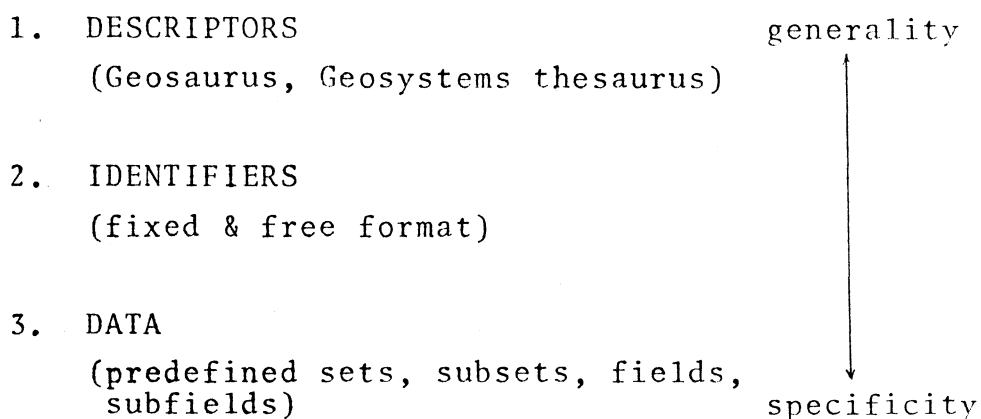 1. DESCRIPTORS generality
(Geosaurus, Geosystems thesaurus)
2. IDENTIFIERS
(fixed & free format)
3. DATA
(predefined sets, subsets, fields,
subfields) specificity